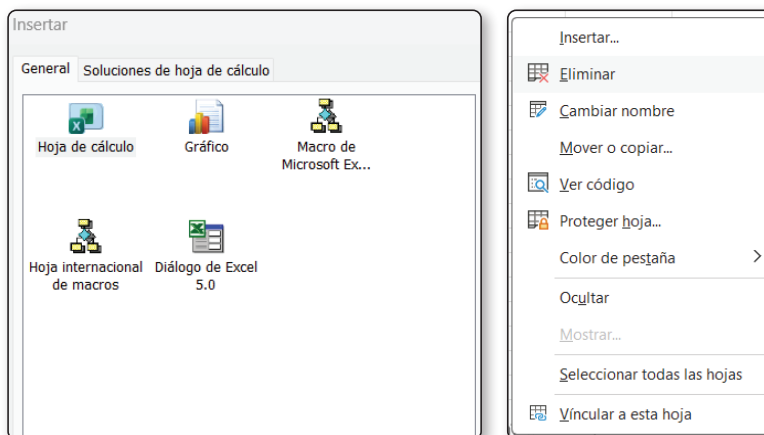 Insertar
General
Soluciones de hoja de cálculo
Hoja de cálculo
Gráfico
Macro de
Microsoft Ex...
Hoja internacional
de macros
Diálogo de Excel
5.0
Insertar...
Eliminar
Cambiar nombre
Mover o copiar...
Ver código
Proteger hoja...
Color de pestaña
Ocultar
Mostrar...
Seleccionar todas las hojas
Víncular a esta hoja